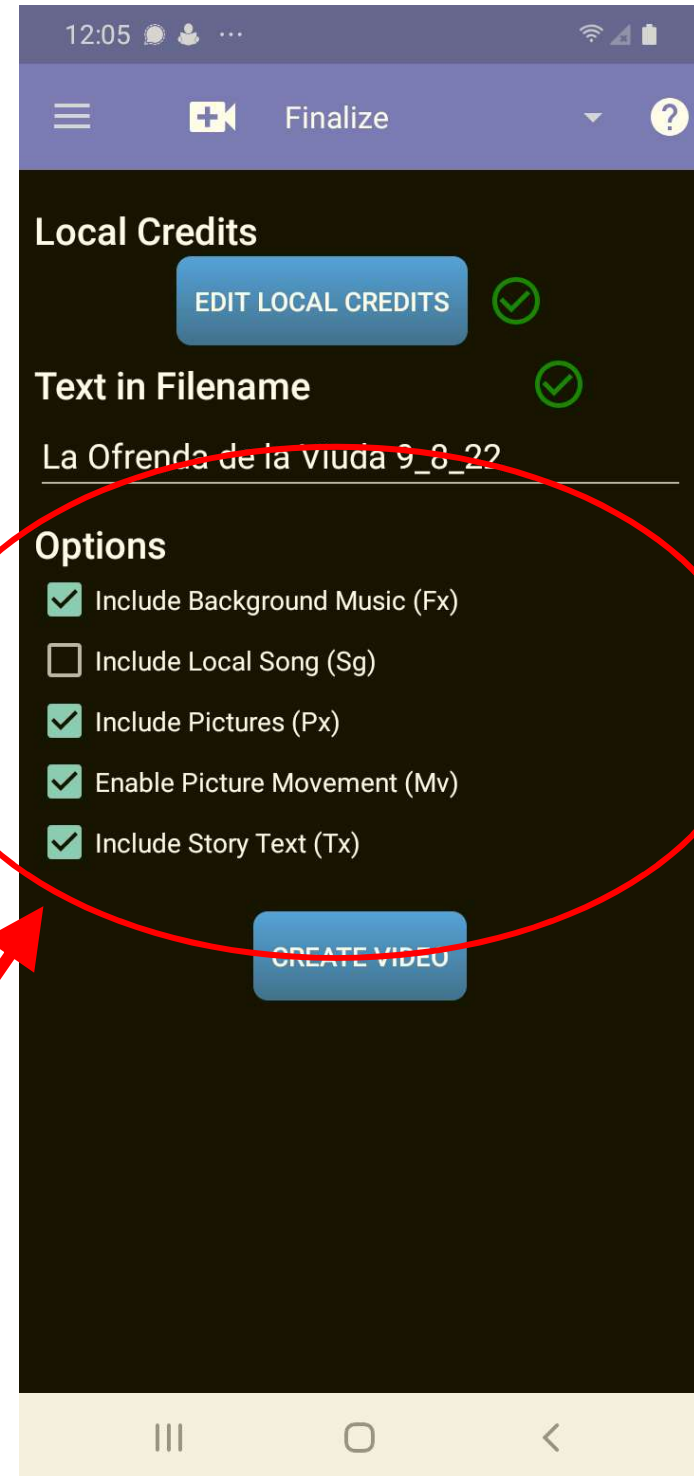 12:05
Finalize
?
Local Credits
EDIT LOCAL CREDITS
Text in Filename
La Ofrenda de la Viuda 9_8_22
Options
Include Background Music (Fx)
Include Local Song (Sg)
Include Pictures (Px)
Enable Picture Movement (Mv)
Include Story Text (Tx)
CREATE VIDEO